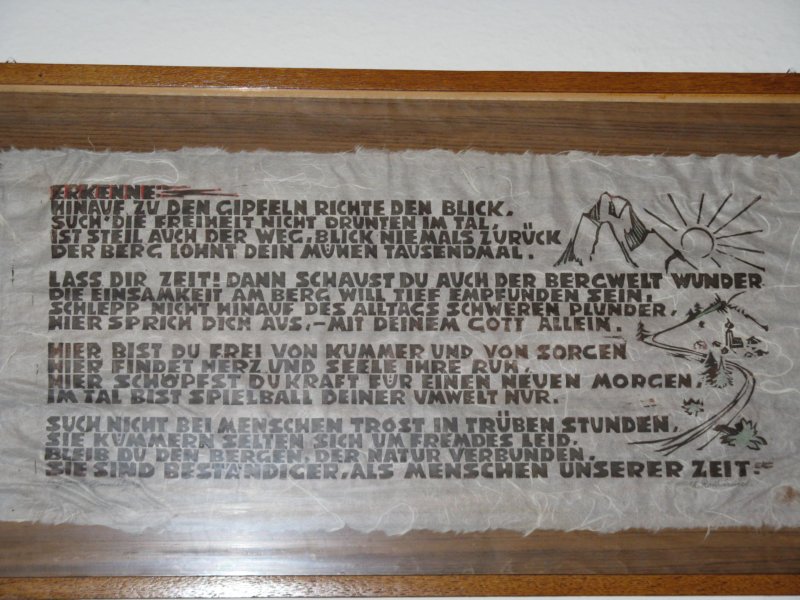 ERKENNE:
HINAUF ZU DEN GIPFELN RICHTE DEN BLICK,
SUCH DIE FREIHEIT NICHT DRUNTEN IM TAL,
IST STEIL AUCH DER WEG. BLICK NIEMALS ZURÜCK
DER BERG LOHNT DEIN MÜHEN TAUSENDMAL.
LASS DIR ZEIT! DANN SCHAUST DU AUCH DER BERGWELT WUNDER
DIE EINSAMKEIT AM BERG WILL TIEF EMPFUNDEN SEIN,
SCHLEPP NICHT HINAUF DES ALLTAGS SCHWEREN PLUNDER,
HIER SPRICH DICH AUS,- MIT DEINEM GOTT ALLEIN.
HIER BIST DU FREI VON KUMMER UND VON SORGEN
HIER FINDET HERZ UND SEELE IHRE RUH,
HIER SCHÖPFST DU KRAFT FÜR EINEN NEUEN MORGEN,
IM TAL BIST SPIELBALL DEINER UMWELT NUR.
SUCH NICHT BEI MENSCHEN TROST IN TRÜBEN STUNDEN,
SIE KÜMMERN SELTEN SICH UM FREMDES LEID.
BLEIB DU DEN BERGEN, DER NATUR VERBUNDEN,
SIE SIND BESTÄNDIGER, ALS MENSCHEN UNSERER ZEIT.